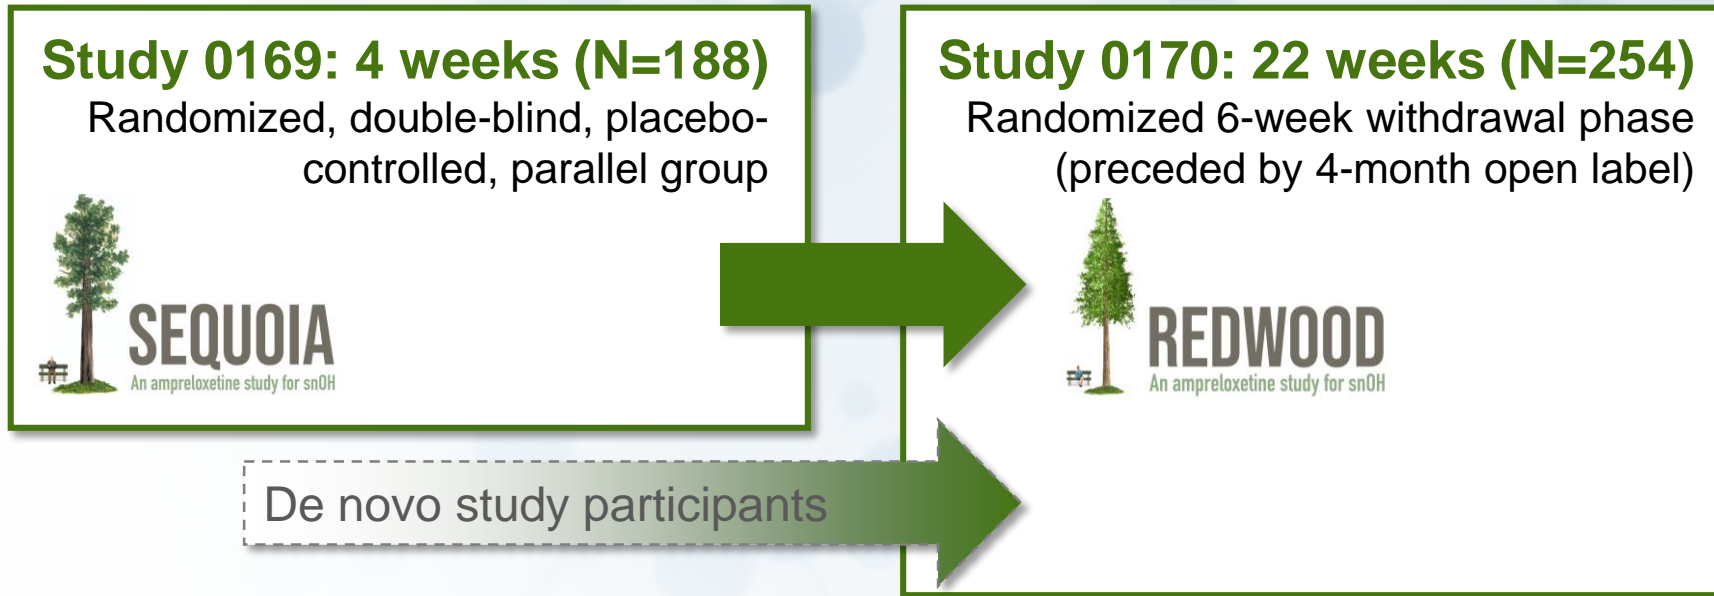 Study 0169: 4 weeks (N=188)
Randomized, double-blind, placebo-
controlled, parallel group
SEQUOIA
An ampreloxetine study for snOH
Study 0170: 22 weeks (N=254)
Randomized 6-week withdrawal phase
(preceded by 4-month open label)
REDWOOD
An ampreloxetine study for snOH
De novo study participants